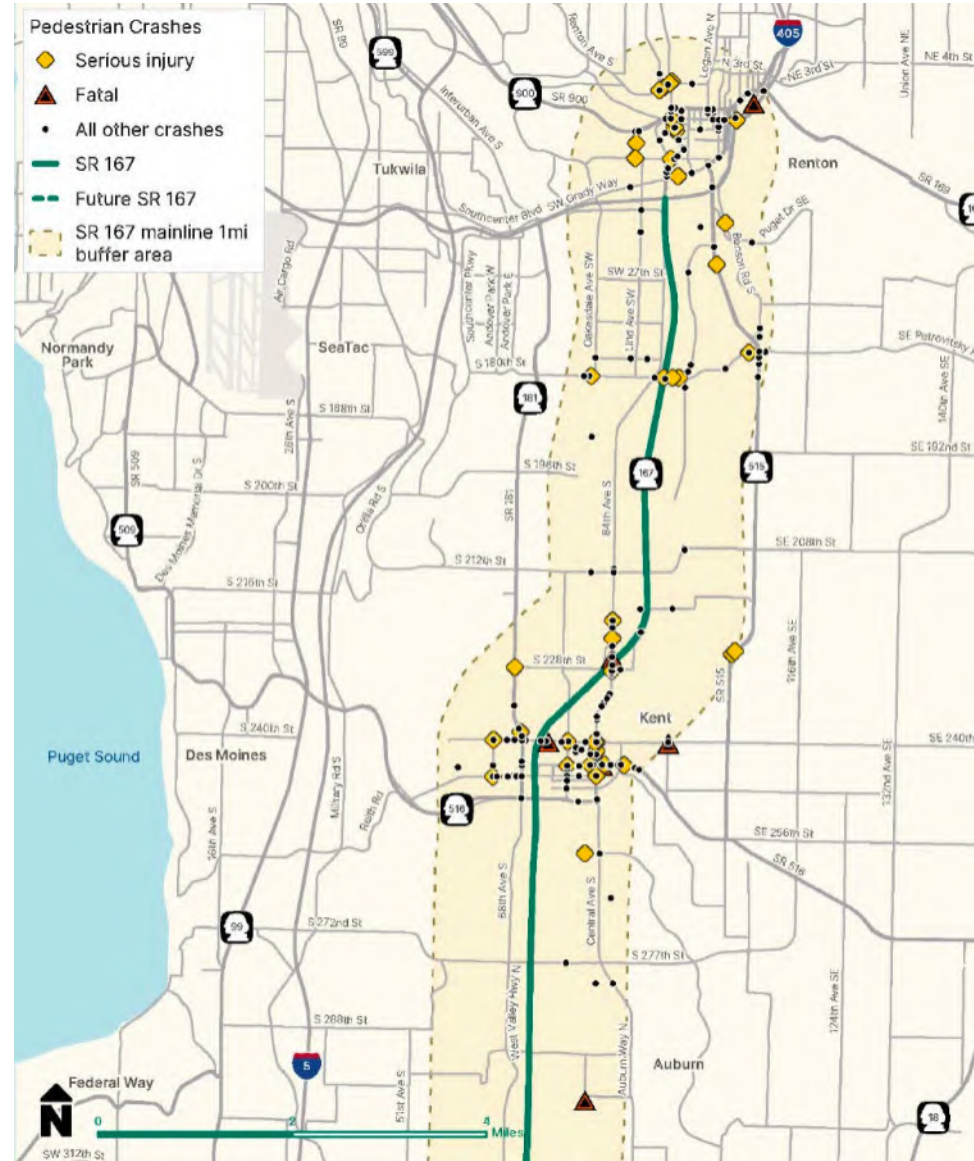 Pedestrian Crashes
Serious injury
Fatal
All other crashes
SR 167
Future SR 167
SR 167 mainline 1mi
buffer area
SR 99
599
Renton Ave S
Logan Ave N
405
N 3rd St
NE 3rd St
NE 4th St
Union Ave NE
900
SR 900
Interurban Ave S
Tukwila
Renton
SR 169
Southcenter Blvd
SW Grady Way
Puget Dr SE
Benson Rd S
Air Cargo Rd
Southcenter Pkwy
Andover Park W
Andover Park E
Oakesdale Ave SW
SW 27th St
Lind Ave SW
Normandy
Park
SeaTac
S 180th St
SE Petrovitsky
181
S 188th St
28th Ave S
140th Ave SE
SR 509
Des Moines Memorial Dr S
S 200th St
S 196th St
SE 192nd St
167
515
509
Orillia Rd S
SR 181
84th Ave S
S 212th St
SE 208th St
S 216th St
116th Ave SE
S 228th St
SR 515
Kent
S 240th St
SE 240th
Puget Sound
Des Moines
Military Rd S
132nd Ave SE
Reith Rd
516
SE 256th St
SR 516
16th Ave S
68th Ave S
Central Ave S
99
S 272nd St
S 277th St
West Valley Hwy N
124th Ave SE
S 288th St
51st Ave S
Auburn Way N
Auburn
5
Federal Way
N
0
2
4
Miles
18
SW 312th St